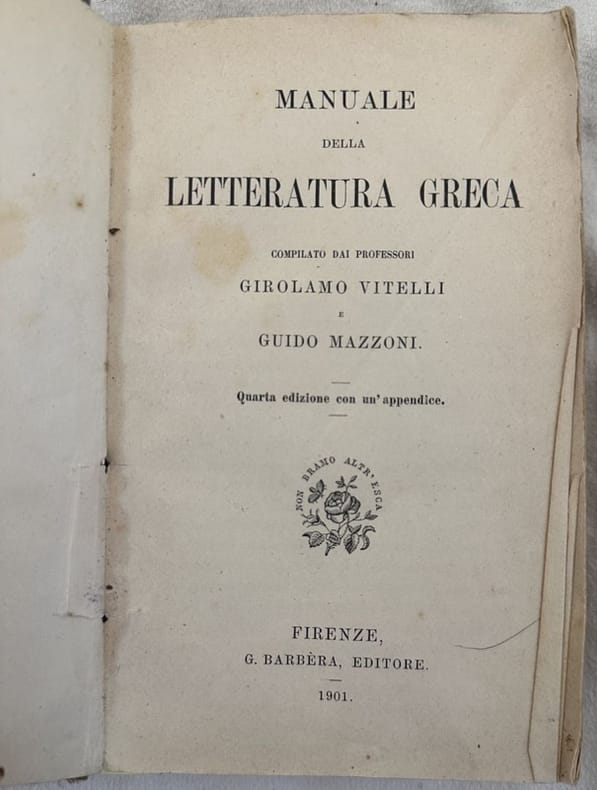 MANUALE
DELLA
LETTERATURA GRECA
COMPILATO DAI PROFESSORI
GIROLAMO VITELLI
E
GUIDO MAZZONI.
Quarta edizione con un' appendice.
NON BRAMO ALTR' ESCA
FIRENZE,
G. BARBÈRA, EDITORE.
1901.